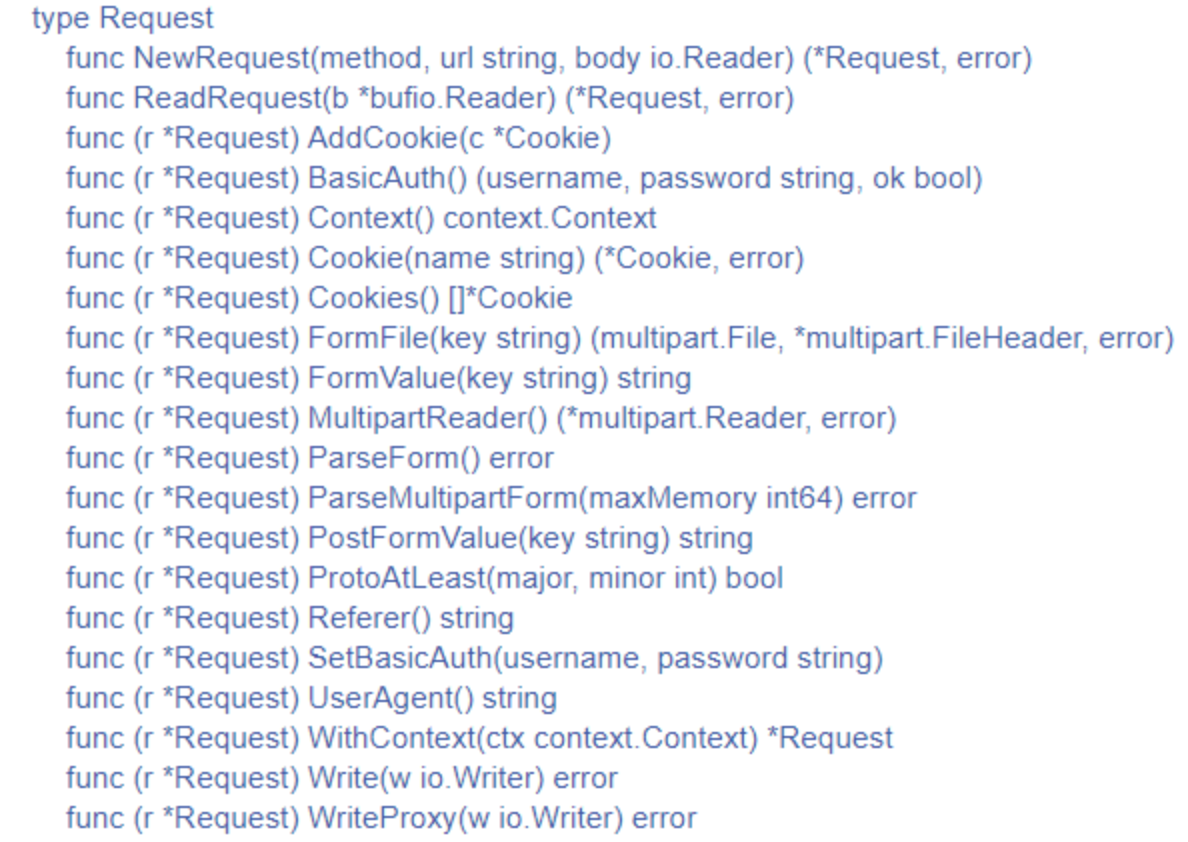 type Request
func NewRequest(method, url string, body io.Reader) (*Request, error)
func ReadRequest(b *bufio.Reader) (*Request, error)
func (r *Request) AddCookie(c *Cookie)
func (r *Request) BasicAuth() (username, password string, ok bool)
func (r *Request) Context() context.Context
func (r *Request) Cookie(name string) (*Cookie, error)
func (r *Request) Cookies() []*Cookie
func (r *Request) FormFile(key string) (multipart.File, *multipart.FileHeader, error)
func (r *Request) FormValue(key string) string
func (r *Request) MultipartReader() (*multipart.Reader, error)
func (r *Request) ParseForm() error
func (r *Request) ParseMultipartForm(maxMemory int64) error
func (r *Request) PostFormValue(key string) string
func (r *Request) ProtoAtLeast(major, minor int) bool
func (r *Request) Referer() string
func (r *Request) SetBasicAuth(username, password string)
func (r *Request) UserAgent() string
func (r *Request) WithContext(ctx context.Context) *Request
func (r *Request) Write(w io.Writer) error
func (r *Request) WriteProxy(w io.Writer) error